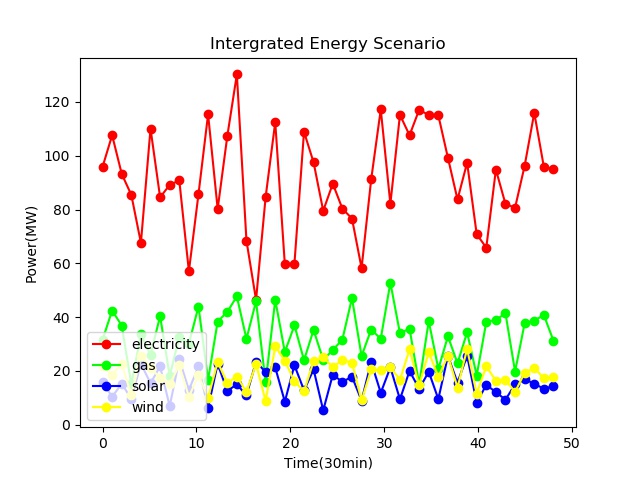 Intergrated Energy Scenario
Power(MW)
120
100
80
60
40
20
0
electricity
gas
solar
wind
0 10 20 30 40 50
Time(30min)